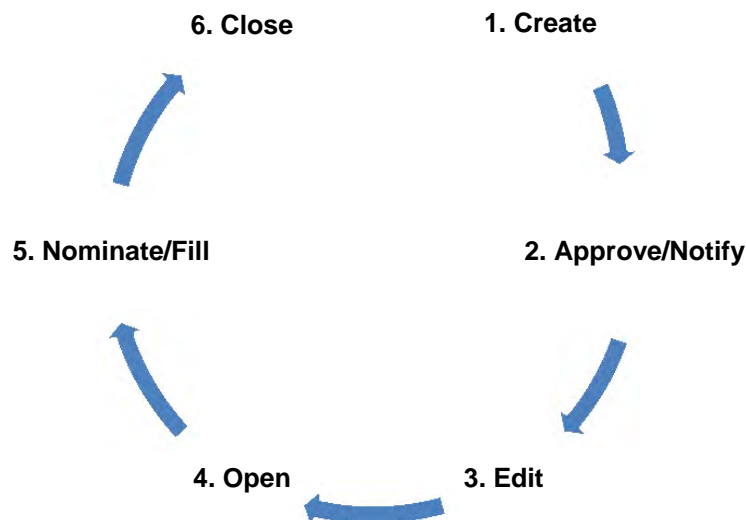 1. Create
2. Approve/Notify
3. Edit
4. Open
5. Nominate/Fill
6. Close